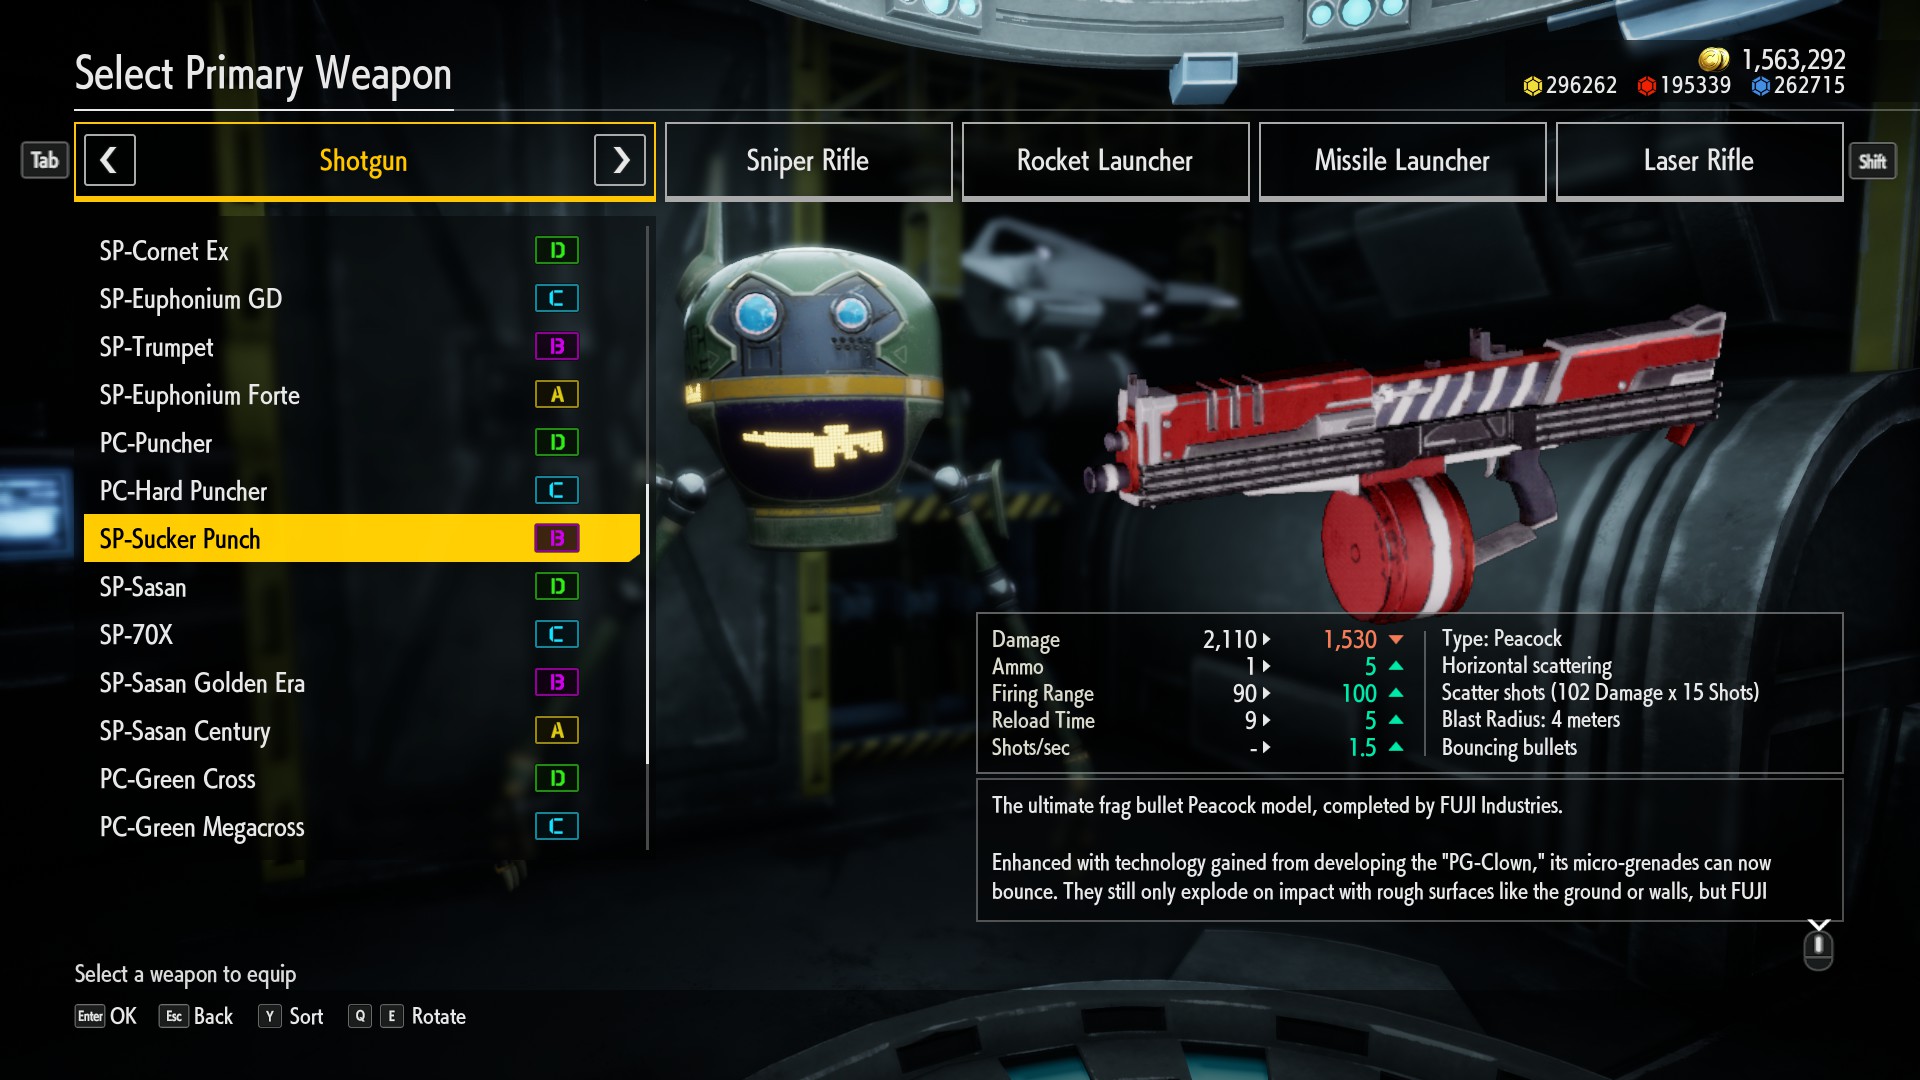 Select Primary Weapon
1,563,292
296262 195339 262715
Tab
Shotgun
Sniper Rifle
Rocket Launcher
Missile Launcher
Laser Rifle
Shift
SP-Cornet Ex D
SP-Euphonium GD C
SP-Trumpet B
SP-Euphonium Forte A
PC-Puncher D
PC-Hard Puncher C
SP-Sucker Punch B
SP-Sasan D
SP-70X C
SP-Sasan Golden Era B
SP-Sasan Century A
PC-Green Cross D
PC-Green Megacross C
Damage 2,110 1,530
Ammo 1 5
Firing Range 90 100
Reload Time 9 5
Shots/sec - 1.5
Type: Peacock
Horizontal scattering
Scatter shots (102 Damage x 15 Shots)
Blast Radius: 4 meters
Bouncing bullets
The ultimate frag bullet Peacock model, completed by FUJI Industries.
Enhanced with technology gained from developing the "PG-Clown," its micro-grenades can now
bounce. They still only explode on impact with rough surfaces like the ground or walls, but FUJI
Select a weapon to equip
Enter OK Esc Back Y Sort Q E Rotate